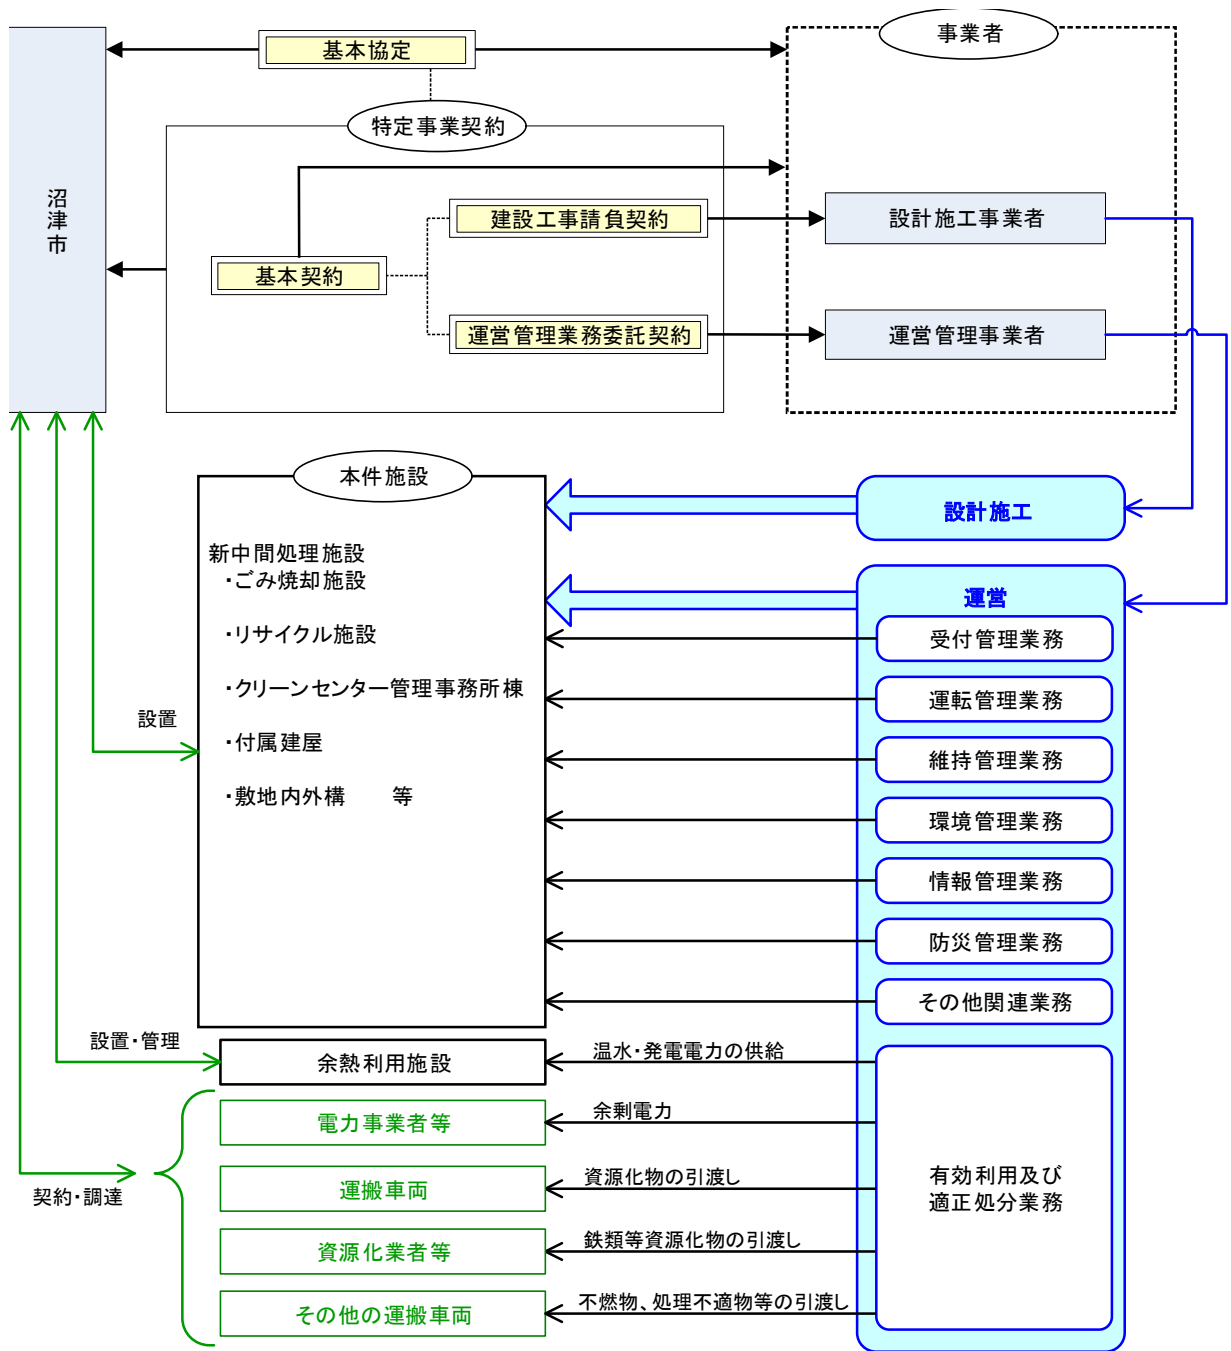 事業者
基本協定
特定事業契約
沼津市
建設工事請負契約
設計施工事業者
基本契約
運営管理業務委託契約
運営管理事業者
本件施設
設計施工
新中間処理施設
・ごみ焼却施設
運営
・リサイクル施設
受付管理業務
・クリーンセンター管理事務所棟
運転管理業務
設置
・付属建屋
維持管理業務
・敷地内外構　　等
環境管理業務
情報管理業務
防災管理業務
その他関連業務
設置・管理
余熱利用施設
温水・発電電力の供給
電力事業者等
余剰電力
契約・調達
運搬車両
資源化物の引渡し
有効利用及び
適正処分業務
資源化業者等
鉄類等資源化物の引渡し
その他の運搬車両
不燃物、処理不適物等の引渡し